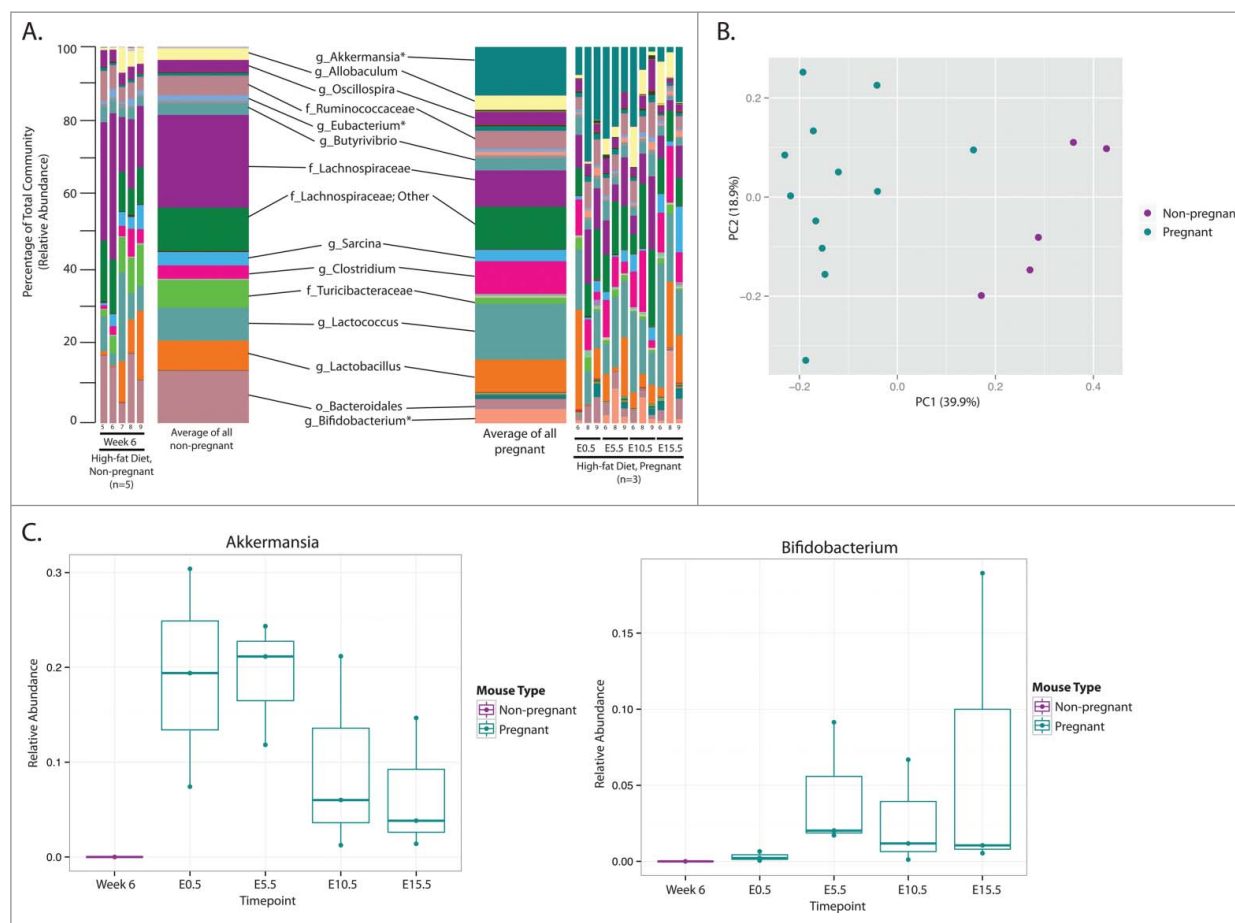 A.
Percentage of Total Community
(Relative Abundance)
100
80
60
40
20
0
5 6 7 8 9
Week 6
High-fat Diet,
Non-pregnant
(n=5)
Average of all
non-pregnant
g_Akkermansia*
g_Allobaculum
g_Oscillospira
f_Ruminococcaceae
g_Eubacterium*
g_Butyrivibrio
f_Lachnospiraceae
f_Lachnospiraceae; Other
g_Sarcina
g_Clostridium
f_Turicibacteraceae
g_Lactococcus
g_Lactobacillus
o_Bacteroidales
g_Bifidobacterium*
Average of all
pregnant
6 8 9 6 8 9 6 8 9 6 8 9
E0.5 E5.5 E10.5 E15.5
High-fat Diet, Pregnant
(n=3)
B.
PC2 (18.9%)
0.2
0.0
−0.2
−0.2 0.0 0.2 0.4
PC1 (39.9%)
Non-pregnant
Pregnant
C.
Akkermansia
Relative Abundance
0.3
0.2
0.1
0.0
Week 6 E0.5 E5.5 E10.5 E15.5
Timepoint
Mouse Type
Non-pregnant
Pregnant
Bifidobacterium
Relative Abundance
0.15
0.10
0.05
0.00
Week 6 E0.5 E5.5 E10.5 E15.5
Timepoint
Mouse Type
Non-pregnant
Pregnant